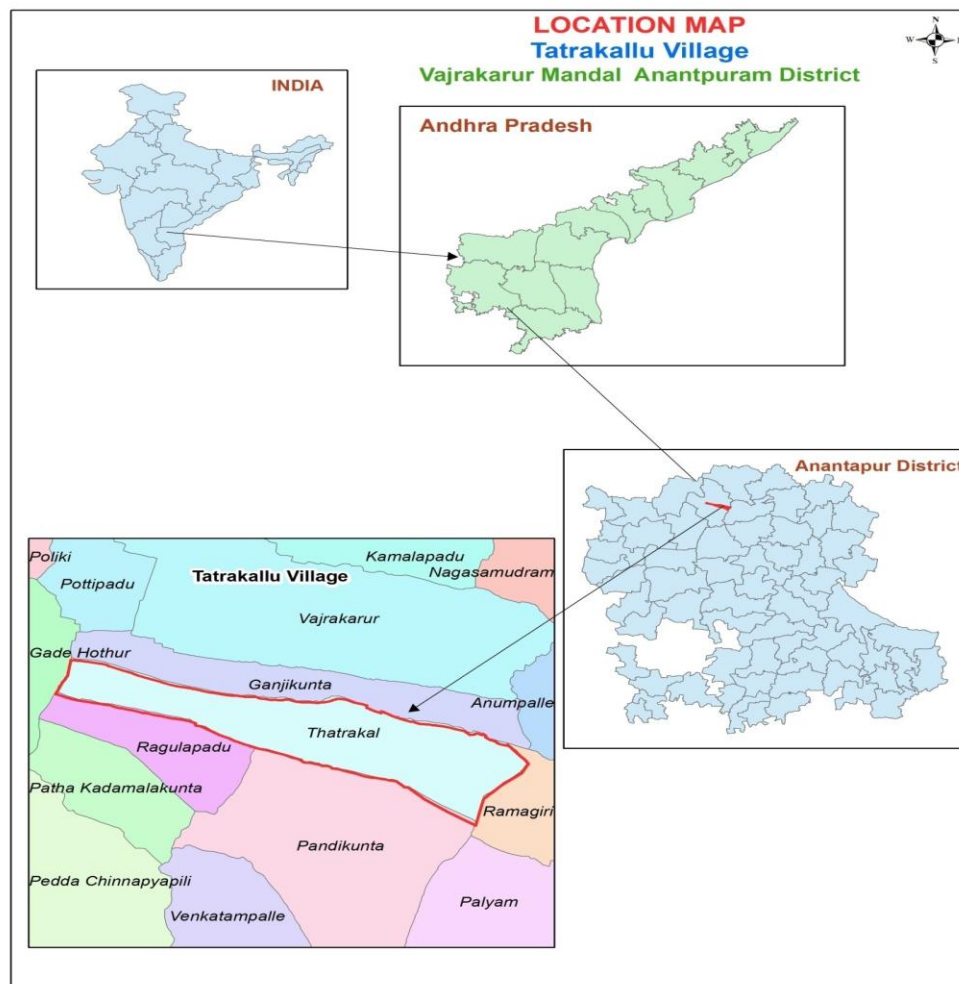 LOCATION MAP
Tatrakallu Village
Vajrakarur Mandal Anantpuram District
N
W E
S
INDIA
Andhra Pradesh
Anantapur District
Poliki
Kamalapadu
Nagasamudram
Tatrakallu Village
Pottipadu
Vajrakarur
Gade Hothur
Ganjikunta
Anumpalle
Thatrakal
Ragulapadu
Patha Kadamalakunta
Ramagiri
Pandikunta
Pedda Chinnapyapili
Palyam
Venkatampalle